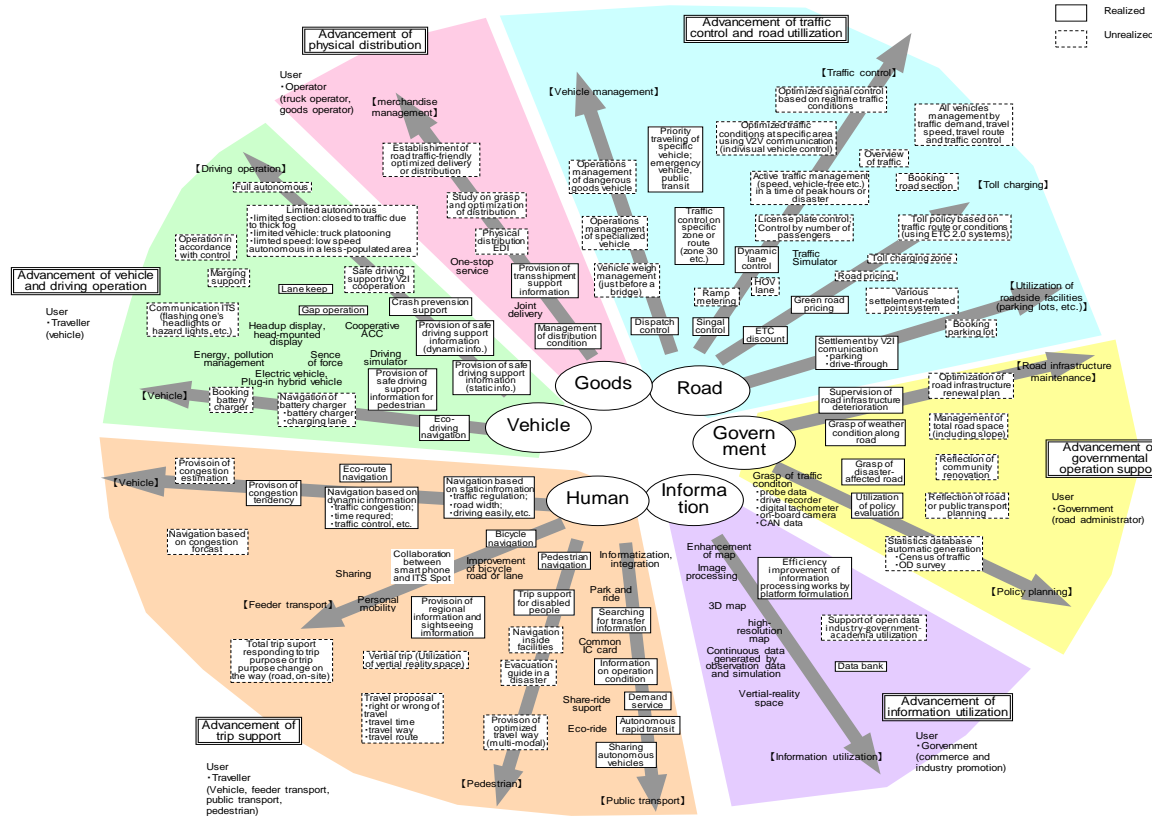 Realized
Unrealized
Advancement of
physical distribution
User
・Operator
(truck operator,
goods operator)
【merchandise
management】
Establishment of
road traffic-friendly
optimized delivery
or distribution
Study on grasp
and optimization
of distribution
Physical
distribution
EDI
One-stop
service
Provision of
transshipment
support
information
Joint
delivery
Management of
distribution condition
Goods
Advancement of traffic
control and road utillization
【Vehicle management】
Operations
management
of dangerous
goods vehicle
Operations
management
of specialized
vehicle
Vehicle weigh
management
(just before a
bridge)
Dispatch
control
Priority
traveling of
specific
vehicle;
emergency
vehicle,
public
transit
Traffic
control on
specific
zone or
route
(zone 30
etc.)
Ramp
metering
Singal
control
【Traffic control】
Optimized signal control
based on realtime traffic
conditions
Optimized traffic
conditions at specific area
using V2V communication
(indivisual vehicle control)
Active traffic management
(speed, vehicle-free etc.)
in a time of peak hours or
disaster
License plate control;
Control by number of
passengers
Dynamic
lane
control
HOV
lane
Traffic
Simulator
All vehicles
management by
traffic demand, travel
speed, travel route
and traffic control
Overview
of traffic
Booking
road section
【Toll charging】
Toll policy based on
traffic route or conditions
(using ETC 2.0 systems)
Toll charging zone
Road pricing
Green road
pricing
ETC
discount
Various
settelement-related
point system
【Utilization of
roadside facilities
(parking lots, etc.)】
Booking
parking lot
Settlement by V2I
comunication
・parking
・drive-through
Road
Advancement of vehicle
and driving operation
User
・Traveller
(vehicle)
【Driving operation】
Full autonomous
Limited autonomous
・limited section: closed to traffic due
to thick fog
・limited vehicle: truck platooning
・limsted speed: low speed
autonomous in a less-populated area
Operation in
accordance
with control
Marging
support
Safe driving
support by V2I
cooperation
Lane keep
Gap operation
Crash prevension
support
Communication ITS
(flashing one's
headlights or
hazard lights, etc.)
Headup display,
head-mounted
display
Cooperative
ACC
Provision of safe
driving support
information
(dynamic info.)
Energy, pollution
management
Sence of
force
Driving
simulator
Electric vehicle,
Plug-in hybrid vehicle
Provision of
safe driving
support
information for
pedestrian
Provision of safe
driving support
information
(static info.)
【Vehicle】
Booking
battery
charger
Navigation of
battery charger
・battery charger
・charging lane
Eco-
driving
navigation
Vehicle
【Road infrastructure
maintenance】
Optimization of
road infrastructure
renewal plan
Supervision of
road infrastructure
deterioration
Grasp of weather
condition along
road
Management of
total road space
(including slope)
Govern
ment
Advancement of
governmental
operation support
User
・Government
(road administrator)
Grasp of
disaster-
affected road
Reflection of
community
renovation
Grasp of traffic
conditon
・probe data
・drive recorder
・digital tachometer
・on-board camera
・CAN data
Utilization
of policy
evaluation
Reflection of road
or public transport
planning
Statistics database
automatic generation
・Census of traffic
・OD survey
【Policy planning】
【Vehicle】
Provisoin of
congestion
estimation
Eco-route
navigation
Provison of
congestion
tendency
Navigation based on
dynamic infromation
・traffic congestion;
・time required;
・traffic control, etc.
Navigation based
on static information
・traffic regulation;
・road width;
・driving easily, etc.
Human
Navigation based
on congestion
forcast
Bicycle
navigation
Collaboration
between
smart phone
and ITS Spot
Improvement
of bicycle
road or lane
Sharing
Personal
mobility
【Feeder transport】
Provisoin of
regional
information and
sightseeing
imformation
Total trip suport
responding to trip
purpose or trip
purpose change on
the way (road, on-site)
Vertial trip (Utilization
of vertial reality space)
Travel proposal
・right or wrong of
travel
・travel time
・travel way
・travel route
Pedestrian
navigation
Trip support
for disabled
people
Navigation
inside
facilities
Evacuation
guide in a
disaster
Provison of
optimized
travel way
(multi-modal)
【Pedestrian】
Informatization,
integration
Park and
ride
Searching
for transfer
information
Common
IC card
Information
on operation
condition
Share-ride
suport
Demand
service
Eco-ride
Autonomous
rapid transit
Sharing
autonomous
vehicles
【Public transport】
Advancement of
trip support
User
・Traveller
(Vehicle, feeder transport,
public transport,
pedestrian)
Informa
tion
Enhancement
of map
Image
processing
Efficiency
improvement of
information
processing works by
platform formulation
3D map
high-
resolution
map
Support of open data
industry-government-
academia utilization
Continuous data
generated by
observation data
and simulation
Data bank
Vertial-reality
space
【Information utilization】
Advancement of
information utilization
User
・Gorvenment
(commerce and
industry promotion)